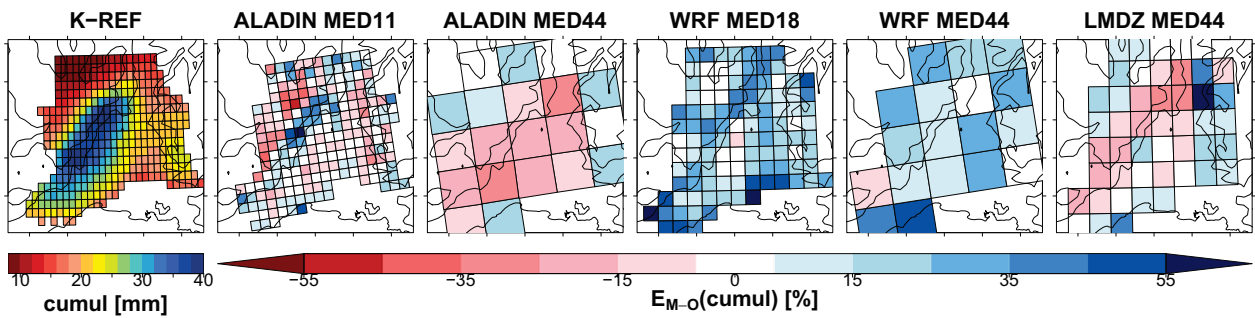 K-REF ALADIN MED11 ALADIN MED44 WRF MED18 WRF MED44 LMDZ MED44
10 20 30 40 −55 −35 −15 0 15 35 55
cumul [mm] E_M−O(cumul) [%]